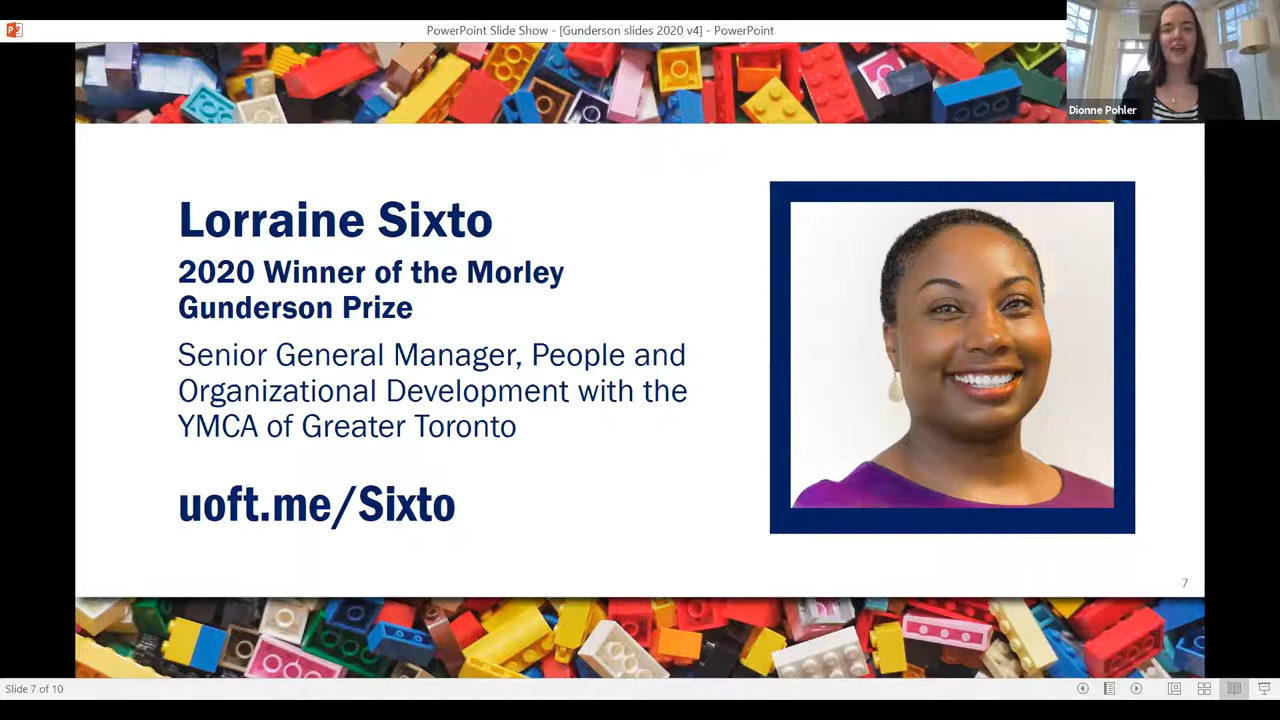 PowerPoint Slide Show - [Gunderson slides 2020 v4] - PowerPoint
Dionne Pohler
Lorraine Sixto
2020 Winner of the Morley
Gunderson Prize
Senior General Manager, People and
Organizational Development with the
YMCA of Greater Toronto
uoft.me/Sixto
7
Slide 7 of 10